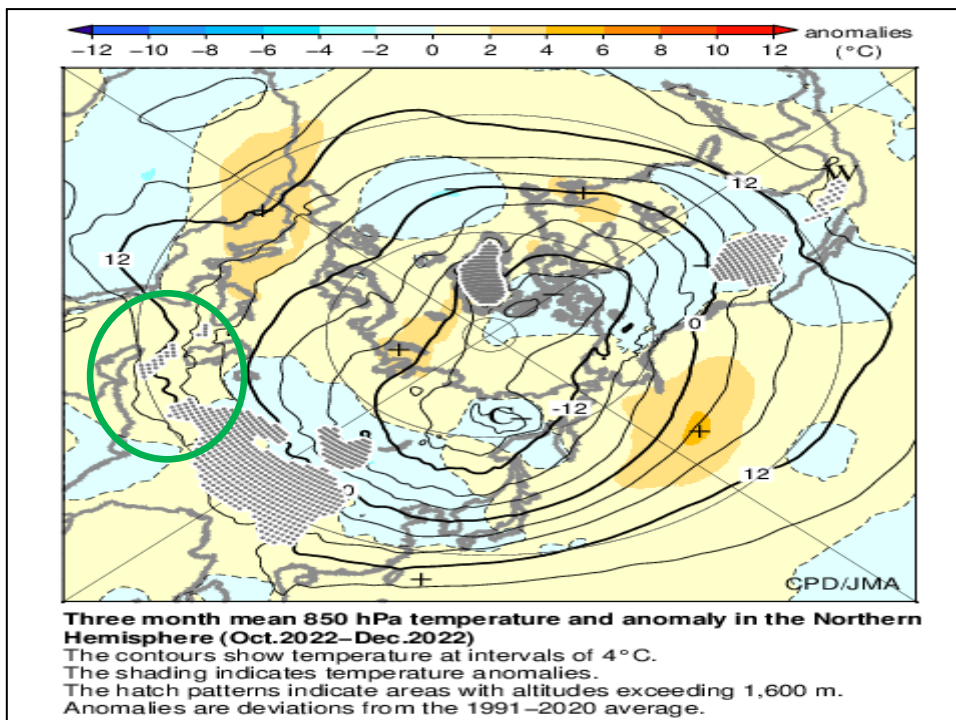 anomalies
−12 −10 −8 −6 −4 −2 0 2 4 6 8 10 12 (°C)
W
12
12
0
-12
C
12
0
CPD/JMA
Three month mean 850 hPa temperature and anomaly in the Northern
Hemisphere (Oct.2022−Dec.2022)
The contours show temperature at intervals of 4°C.
The shading indicates temperature anomalies.
The hatch patterns indicate areas with altitudes exceeding 1,600 m.
Anomalies are deviations from the 1991−2020 average.